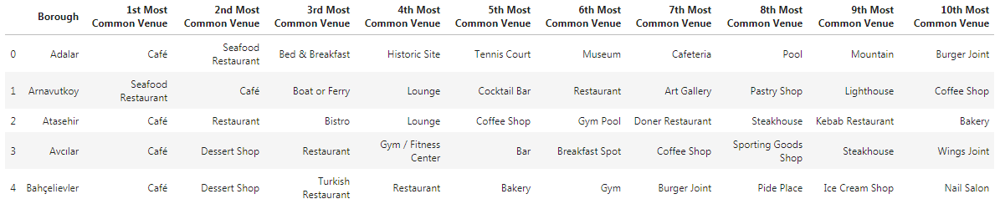 Borough 1st Most Common Venue 2nd Most Common Venue 3rd Most Common Venue 4th Most Common Venue 5th Most Common Venue 6th Most Common Venue 7th Most Common Venue 8th Most Common Venue 9th Most Common Venue 10th Most Common Venue
0 Adalar Café Seafood Restaurant Bed & Breakfast Historic Site Tennis Court Museum Cafeteria Pool Mountain Burger Joint
1 Arnavutkoy Seafood Restaurant Café Boat or Ferry Lounge Cocktail Bar Restaurant Art Gallery Pastry Shop Lighthouse Coffee Shop
2 Atasehir Café Restaurant Bistro Lounge Coffee Shop Gym Pool Doner Restaurant Steakhouse Kebab Restaurant Bakery
3 Avcılar Café Dessert Shop Restaurant Gym / Fitness Center Bar Breakfast Spot Coffee Shop Sporting Goods Shop Steakhouse Wings Joint
4 Bahçelievler Café Dessert Shop Turkish Restaurant Restaurant Bakery Gym Burger Joint Pide Place Ice Cream Shop Nail Salon